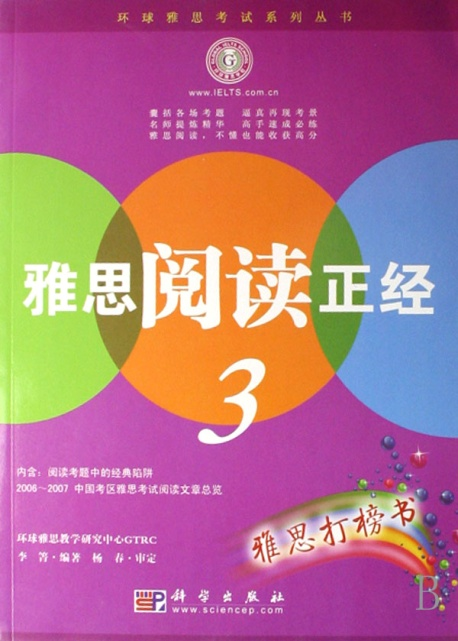 环球雅思考试系列丛书
GLOBAL IELTS SCHOOL
G
www.IELTS.com.cn
囊括各场考题 逼真再现考景
名师提炼精华 高手速成必练
雅思阅读，不懂也能收获高分
雅思阅读正经
3
内含：阅读考题中的经典陷阱
2006～2007 中国考区雅思考试阅读文章总览
雅思打榜书
环球雅思教学研究中心GTRC
李筈·编著 杨春·审定
科学出版社
www.sciencep.com
B